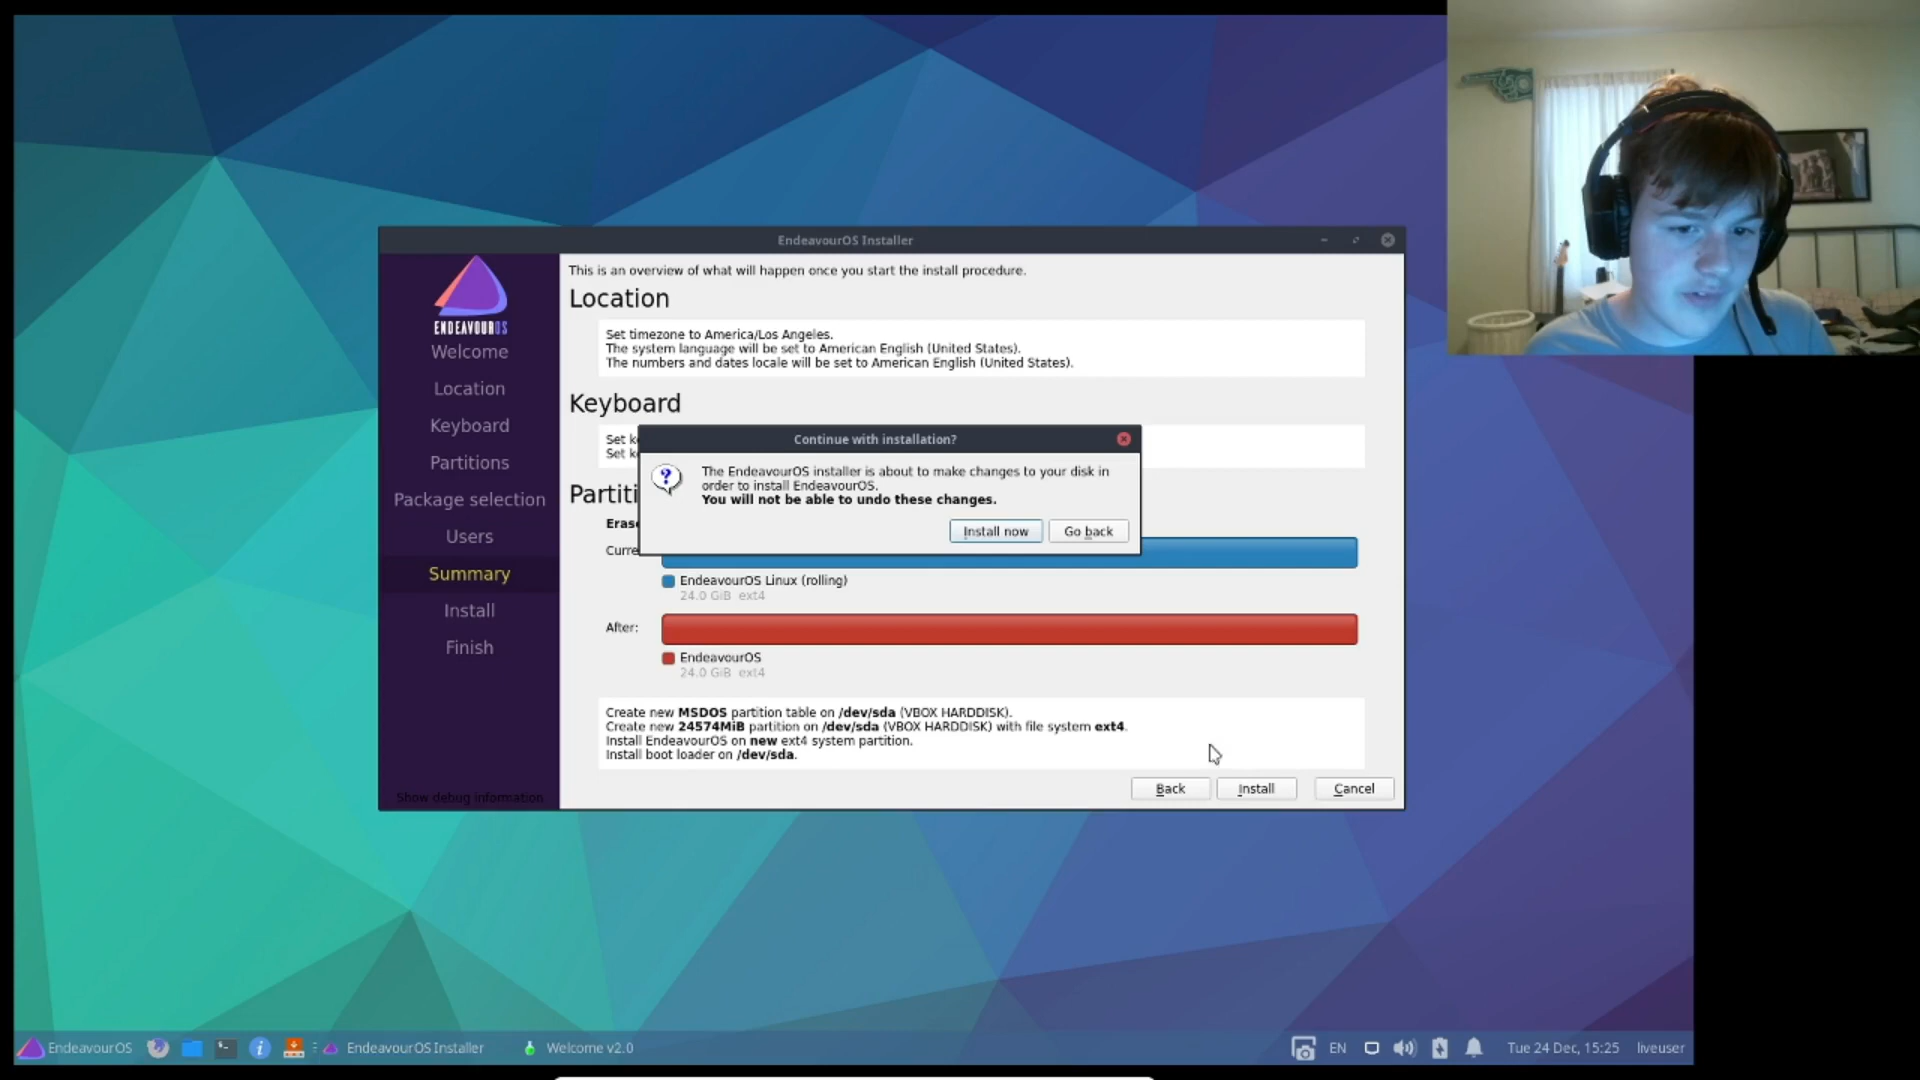 EndeavourOS Installer
This is an overview of what will happen once you start the install procedure.
ENDEAVOUROS
Welcome
Location
Keyboard
Partitions
Package selection
Users
Summary
Install
Finish
Show debug information
Location
Set timezone to America/Los Angeles.
The system language will be set to American English (United States).
The numbers and dates locale will be set to American English (United States).
Keyboard
Set k
Set k
Continue with installation?
?
The EndeavourOS installer is about to make changes to your disk in
order to install EndeavourOS.
You will not be able to undo these changes.
Install now
Go back
Partiti
Eras
Curre
EndeavourOS Linux (rolling)
24.0 GiB ext4
After:
EndeavourOS
24.0 GiB ext4
Create new MSDOS partition table on /dev/sda (VBOX HARDDISK).
Create new 24574MiB partition on /dev/sda (VBOX HARDDISK) with file system ext4.
Install EndeavourOS on new ext4 system partition.
Install boot loader on /dev/sda.
Back
Install
Cancel
EndeavourOS
EndeavourOS Installer
Welcome v2.0
EN
Tue 24 Dec, 15:25
liveuser